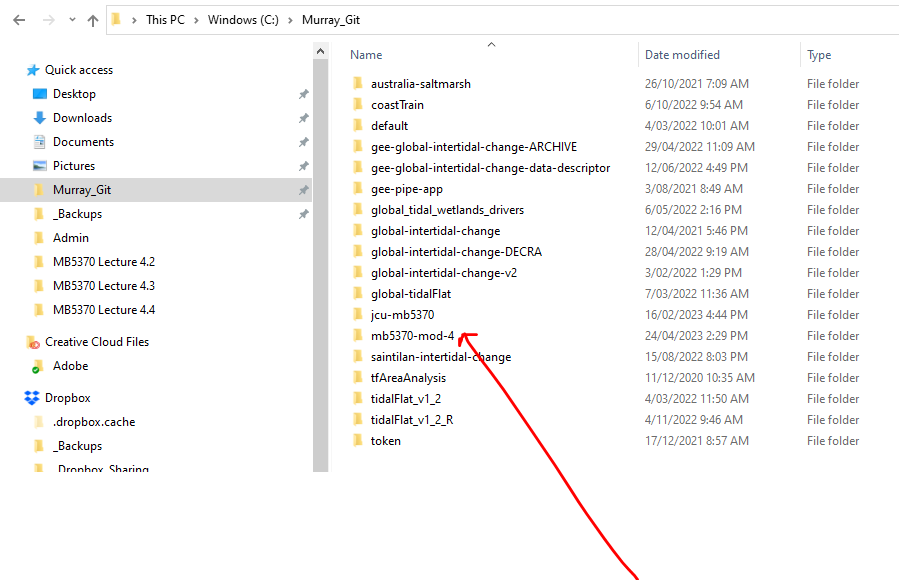 This PC > Windows (C:) > Murray_Git
Name Date modified Type
Quick access
Desktop
Downloads
Documents
Pictures
Murray_Git
_Backups
Admin
MB5370 Lecture 4.2
MB5370 Lecture 4.3
MB5370 Lecture 4.4
Creative Cloud Files
Adobe
Dropbox
.dropbox.cache
_Backups
_Dropbox_Sharing
australia-saltmarsh 26/10/2021 7:09 AM File folder
coastTrain 6/10/2022 9:54 AM File folder
default 4/03/2022 10:01 AM File folder
gee-global-intertidal-change-ARCHIVE 29/04/2022 11:09 AM File folder
gee-global-intertidal-change-data-descriptor 12/06/2022 4:49 PM File folder
gee-pipe-app 3/08/2021 8:49 AM File folder
global_tidal_wetlands_drivers 6/05/2022 2:16 PM File folder
global-intertidal-change 12/04/2021 5:46 PM File folder
global-intertidal-change-DECRA 28/04/2022 9:19 AM File folder
global-intertidal-change-v2 3/02/2022 1:29 PM File folder
global-tidalFlat 7/03/2022 11:36 AM File folder
jcu-mb5370 16/02/2023 4:44 PM File folder
mb5370-mod-4 24/04/2023 2:29 PM File folder
saintilan-intertidal-change 15/08/2022 8:03 PM File folder
tfAreaAnalysis 11/12/2020 10:35 AM File folder
tidalFlat_v1_2 4/03/2022 11:50 AM File folder
tidalFlat_v1_2_R 4/11/2022 9:46 AM File folder
token 17/12/2021 8:57 AM File folder